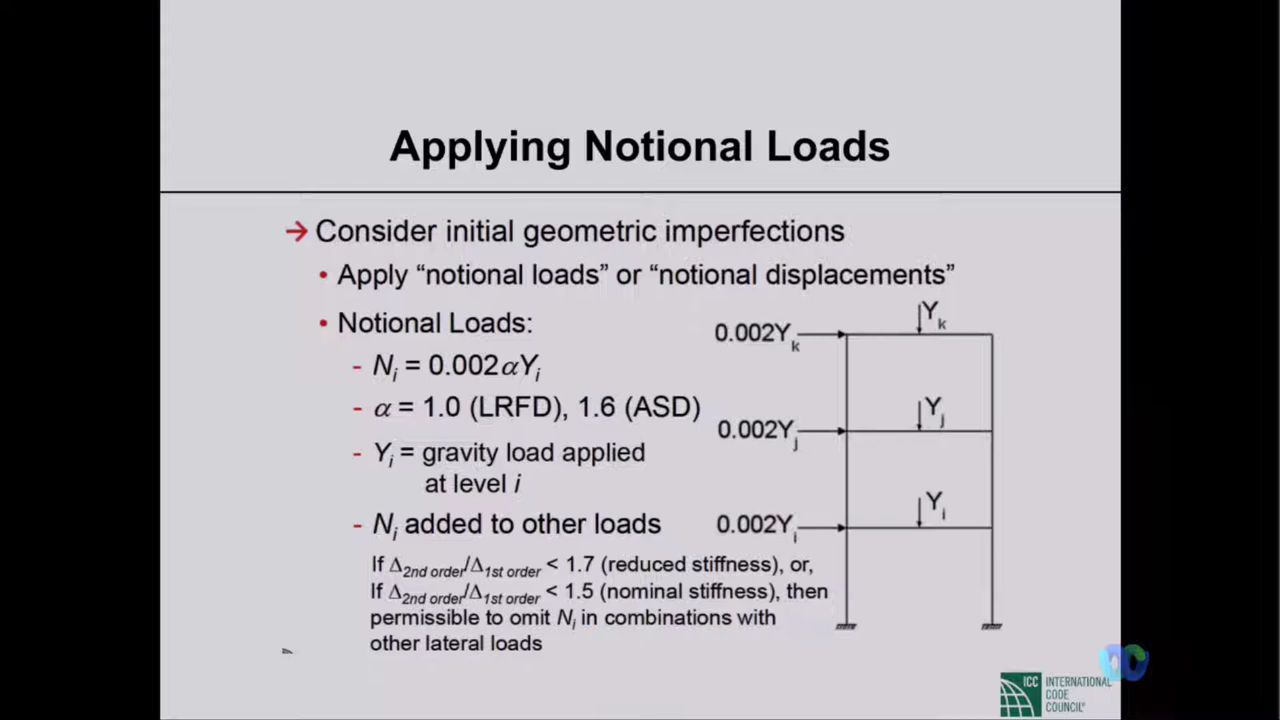 Applying Notional Loads
→ Consider initial geometric imperfections
• Apply “notional loads” or “notional displacements”
• Notional Loads:
- Nᵢ = 0.002αYᵢ
- α = 1.0 (LRFD), 1.6 (ASD)
- Yᵢ = gravity load applied
at level i
- Nᵢ added to other loads
If Δ2nd order/Δ1st order < 1.7 (reduced stiffness), or,
If Δ2nd order/Δ1st order < 1.5 (nominal stiffness), then
permissible to omit Nᵢ in combinations with
other lateral loads
0.002Yₖ
Yₖ
0.002Yⱼ
Yⱼ
0.002Yᵢ
Yᵢ
ICC INTERNATIONAL
CODE
COUNCIL